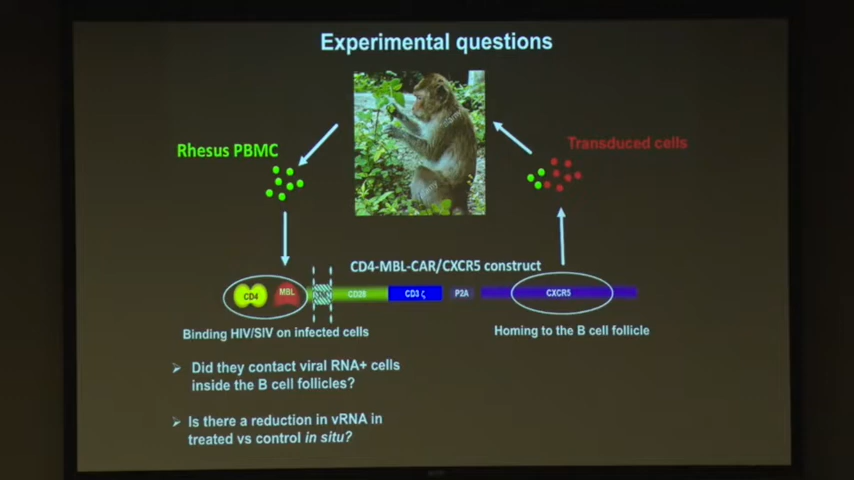 Experimental questions
Rhesus PBMC
Transduced cells
CD4-MBL-CAR/CXCR5 construct
CD4
MBL
CD28
CD3 ζ
P2A
CXCR5
Binding HIV/SIV on infected cells
Homing to the B cell follicle
Did they contact viral RNA+ cells
inside the B cell follicles?
Is there a reduction in vRNA in
treated vs control in situ?